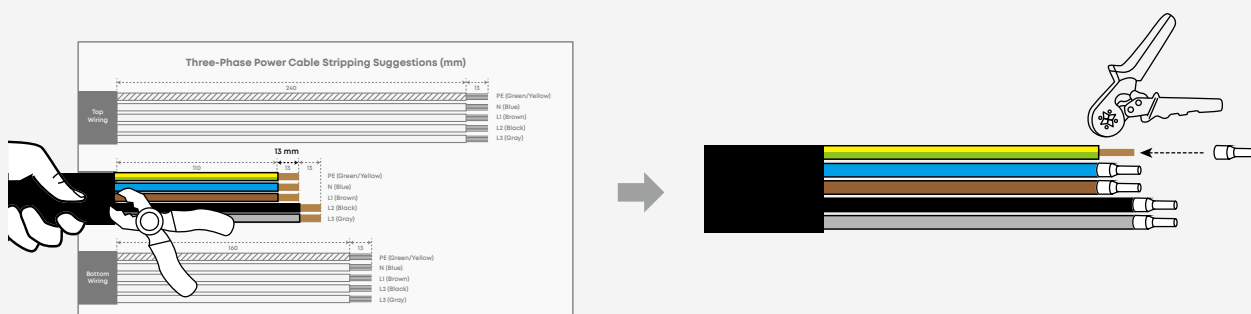 Three-Phase Power Cable Stripping Suggestions (mm)
240
13
Top
Wiring
PE (Green/Yellow)
N (Blue)
L1 (Brown)
L2 (Black)
L3 (Gray)
13 mm
110
13
13
PE (Green/Yellow)
N (Blue)
L1 (Brown)
L2 (Black)
L3 (Gray)
160
13
Bottom
Wiring
PE (Green/Yellow)
N (Blue)
L1 (Brown)
L2 (Black)
L3 (Gray)